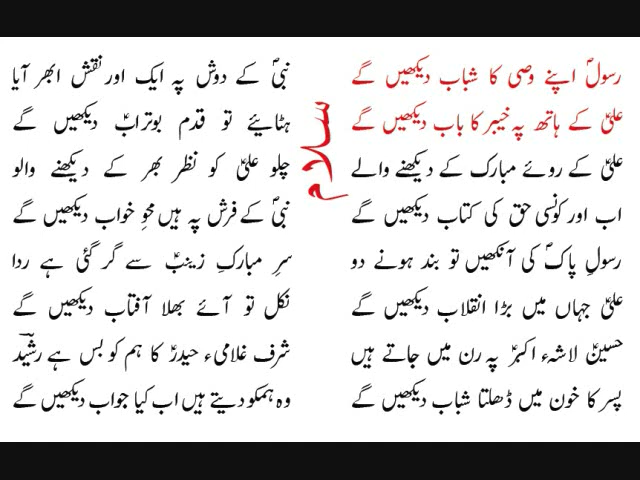 سلام
رسولؐ اپنے وصی کا شباب دیکھیں گے
علیؑ کے ہاتھ پہ خیبر کا باب دیکھیں گے
علیؑ کے روئے مبارک کے دیکھنے والے
اب اور کونسی حق کی کتاب دیکھیں گے
رسولِ پاکؐ کی آنکھیں تو بند ہونے دو
علیؑ جہاں میں بڑا انقلاب دیکھیں گے
حسینؑ لاشہء اکبرؑ پہ رن میں جاتے ہیں
پسر کا خون میں ڈھلتا شباب دیکھیں گے
نبیؐ کے دوش پہ ایک اور نقش ابھر آیا
ہٹائیے تو قدم بوترابؑ دیکھیں گے
چلو علیؑ کو نظر بھر کے دیکھنے والو
نبیؐ کے فرش پہ ہیں محوِ خواب دیکھیں گے
سرِ مبارکِ زینبؑ سے گر گئی ہے ردا
نکل تو آئے بھلا آفتاب دیکھیں گے
شرف غلامیء حیدرؑ کا ہم کو بس ہے رشیدؔ
وہ ہمکو دیتے ہیں اب کیا جواب دیکھیں گے